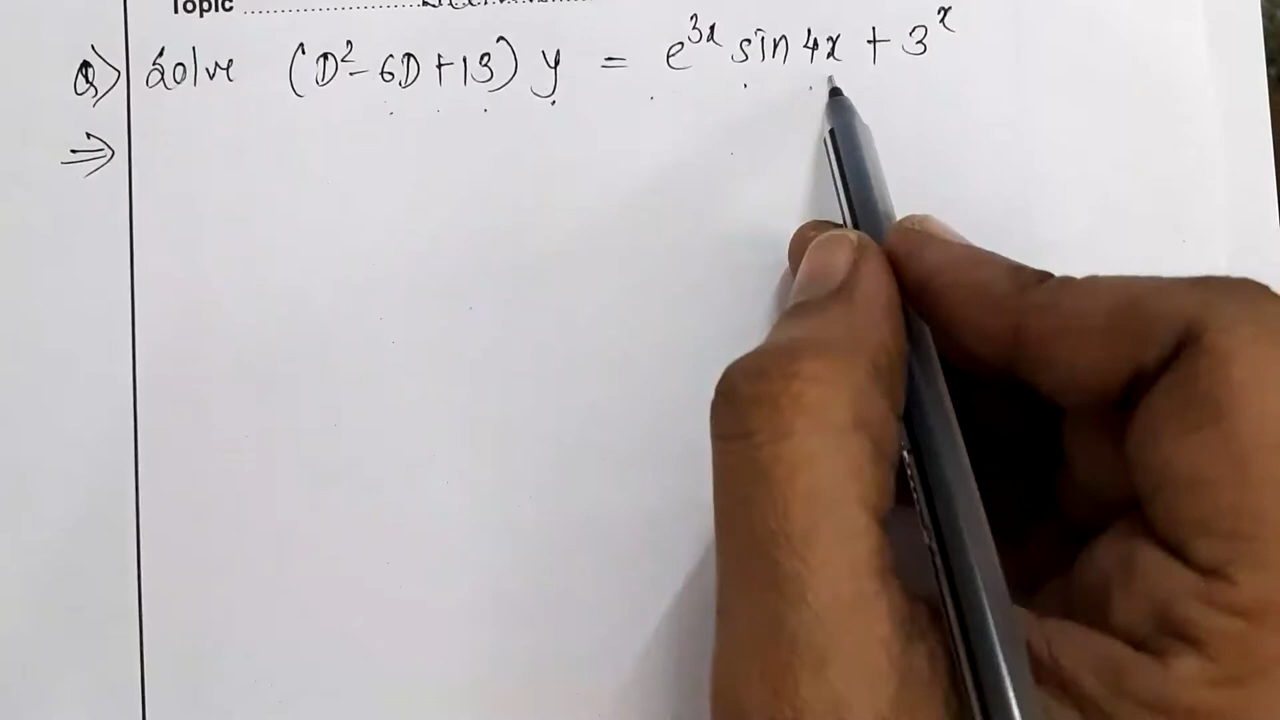 Topic
Q) Solve (D²-6D+13)y = e^{3x} sin 4x + 3^x
⇒